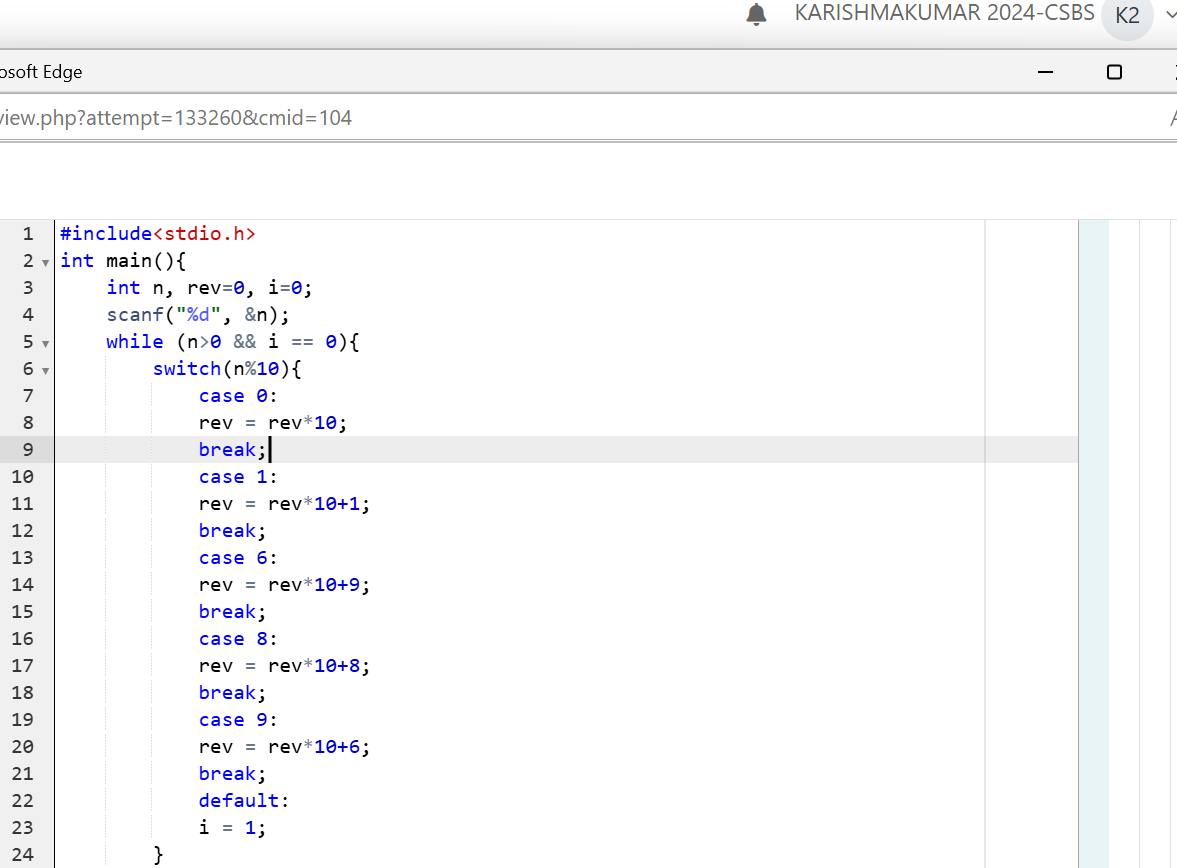 KARISHMAKUMAR 2024-CSBS K2
osoft Edge
view.php?attempt=133260&cmid=104
1 #include<stdio.h>
2 int main(){
3     int n, rev=0, i=0;
4     scanf("%d", &n);
5     while (n>0 && i == 0){
6         switch(n%10){
7             case 0:
8             rev = rev*10;
9             break;
10             case 1:
11             rev = rev*10+1;
12             break;
13             case 6:
14             rev = rev*10+9;
15             break;
16             case 8:
17             rev = rev*10+8;
18             break;
19             case 9:
20             rev = rev*10+6;
21             break;
22             default:
23             i = 1;
24         }